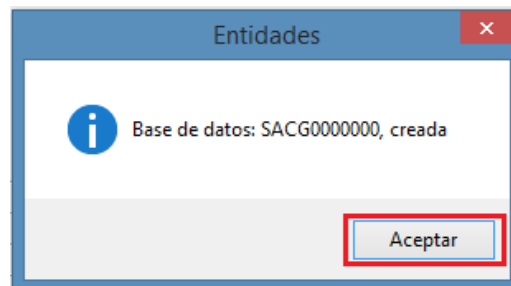 Entidades
Base de datos: SACG0000000, creada
Aceptar